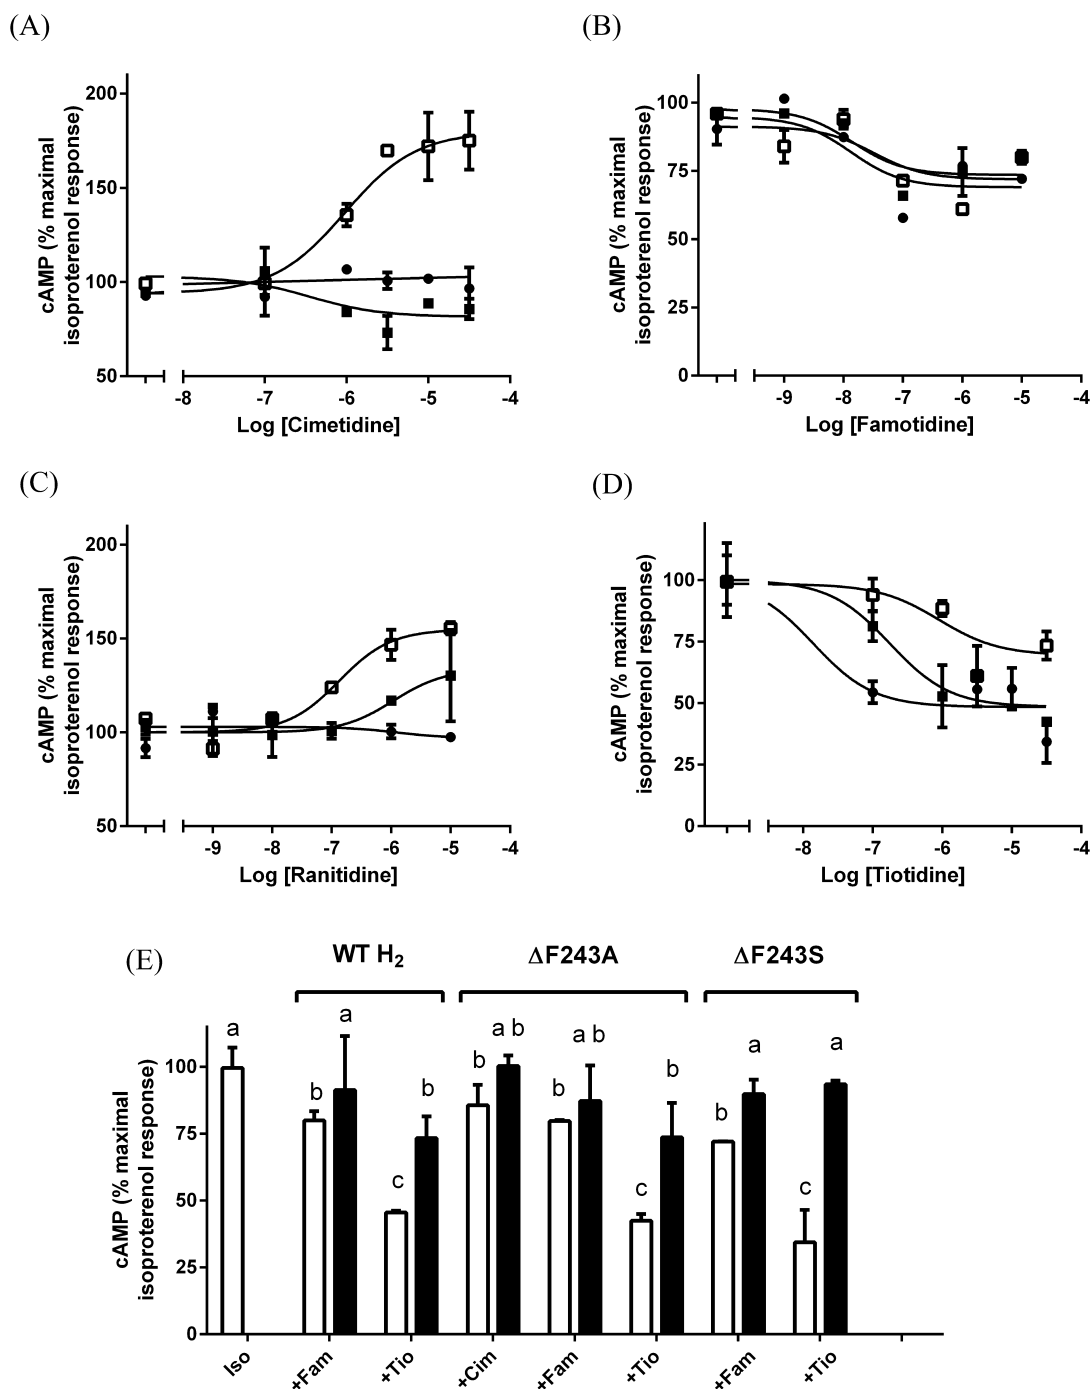 (A)
cAMP (% maximal
isoproterenol response)
200
150
100
50
-8 -7 -6 -5 -4
Log [Cimetidine]
(B)
cAMP (% maximal
isoproterenol response)
100
75
50
25
0
-9 -8 -7 -6 -5 -4
Log [Famotidine]
(C)
cAMP (% maximal
isoproterenol response)
200
150
100
50
-9 -8 -7 -6 -5 -4
Log [Ranitidine]
(D)
cAMP (% maximal
isoproterenol response)
100
75
50
25
0
-8 -7 -6 -5 -4
Log [Tiotidine]
(E)
WT H₂ ΔF243A ΔF243S
cAMP (% maximal
isoproterenol response)
100
75
50
25
0
a b a c b b a b b a b c b b a c a
Iso +Fam +Tio +Cim +Fam +Tio +Fam +Tio